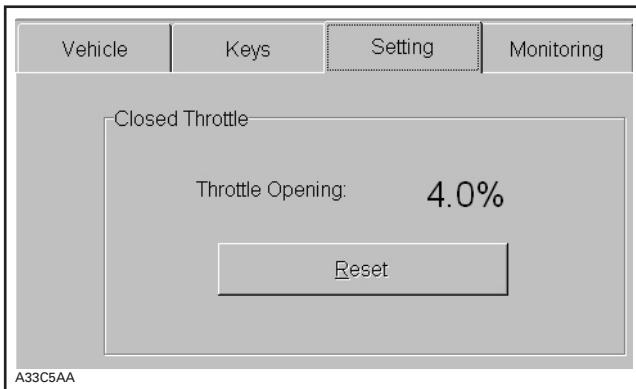 Vehicle Keys Setting Monitoring
Closed Throttle
Throttle Opening: 4.0%
Reset
A33C5AA